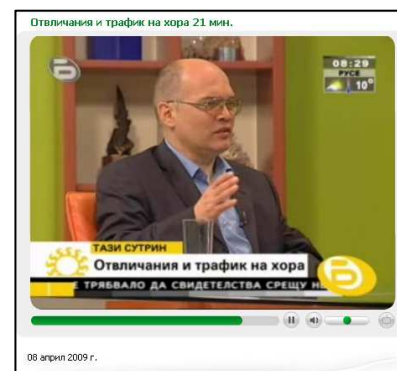 Отвличания и трафик на хора 21 мин.
08:29
РУСЕ
10°
ТАЗИ СУТРИН
Отвличания и трафик на хора
Е ТРЯБВАЛО ДА СВИДЕТЕЛСТВА СРЕЩУ
08 април 2009 г.